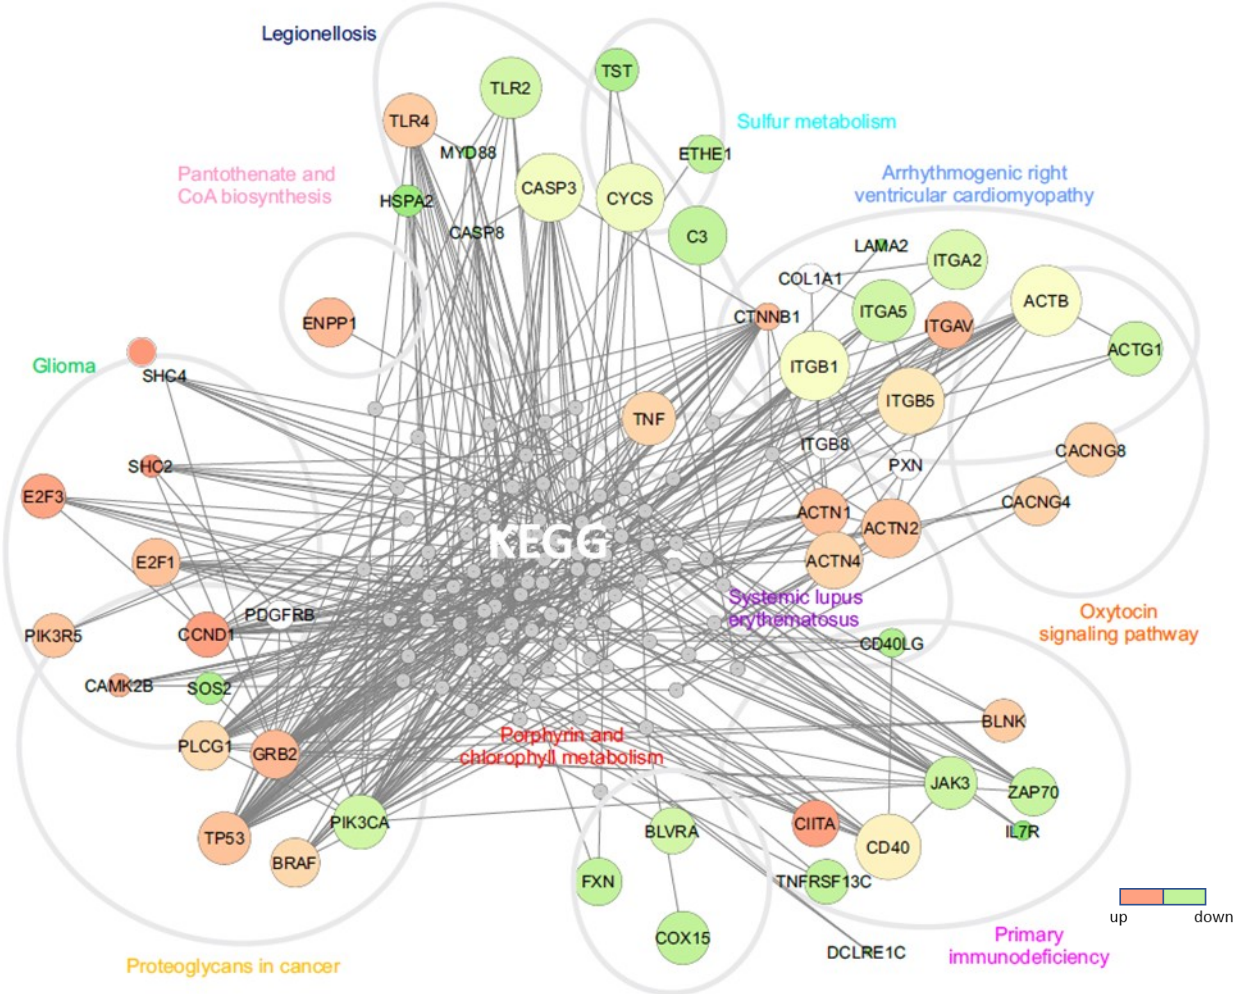 Legionellosis
TST
TLR2
TLR4
Sulfur metabolism
MYD88
ETHE1
Pantothenate and
CoA biosynthesis
Arrhythmogenic right
ventricular cardiomyopathy
CASP3
CYCS
HSPA2
CASP8
C3
LAMA2
ITGA2
COL1A1
ACTB
ITGA5
CTNNB1
ENPP1
ITGAV
ACTG1
Glioma
ITGB1
SHC4
ITGB5
TNF
ITGB8
CACNG8
PXN
SHC2
E2F3
CACNG4
ACTN1
ACTN2
KEGG
E2F1
ACTN4
Systemic lupus
erythematosus
PDGFRB
Oxytocin
signaling pathway
PIK3R5
CCND1
CD40LG
CAMK2B
SOS2
BLNK
PLCG1
GRB2
Porphyrin and
chlorophyll metabolism
JAK3
ZAP70
PIK3CA
CIITA
BLVRA
IL7R
TP53
CD40
BRAF
FXN
TNFRSF13C
up
down
COX15
Primary
immunodeficiency
DCLRE1C
Proteoglycans in cancer